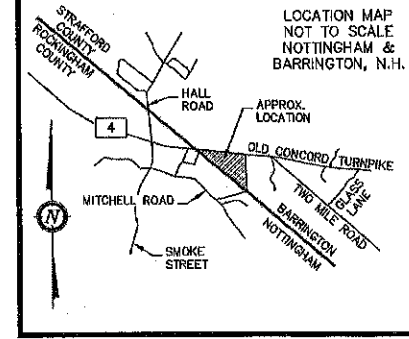 LOCATION MAP
NOT TO SCALE
NOTTINGHAM &
BARRINGTON, N.H.
STRAFFORD
COUNTY
ROCKINGHAM
COUNTY
HALL
ROAD
APPROX.
LOCATION
4
OLD CONCORD TURNPIKE
GLASS
LANE
TWO MILE ROAD
MITCHELL ROAD
BARRINGTON
NOTTINGHAM
N
SMOKE
STREET